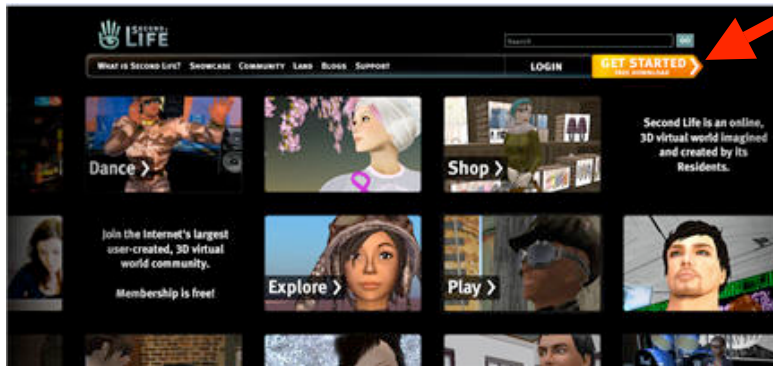 SECOND
LIFE
Search
GO
WHAT IS SECOND LIFE? SHOWCASE COMMUNITY LAND BLOGS SUPPORT
LOGIN
GET STARTED
FREE DOWNLOAD
Dance
Shop
Second Life is an online,
3D virtual world imagined
and created by its
Residents.
Join the Internet's largest
user-created, 3D virtual
world community.
Membership is free!
Explore
Play